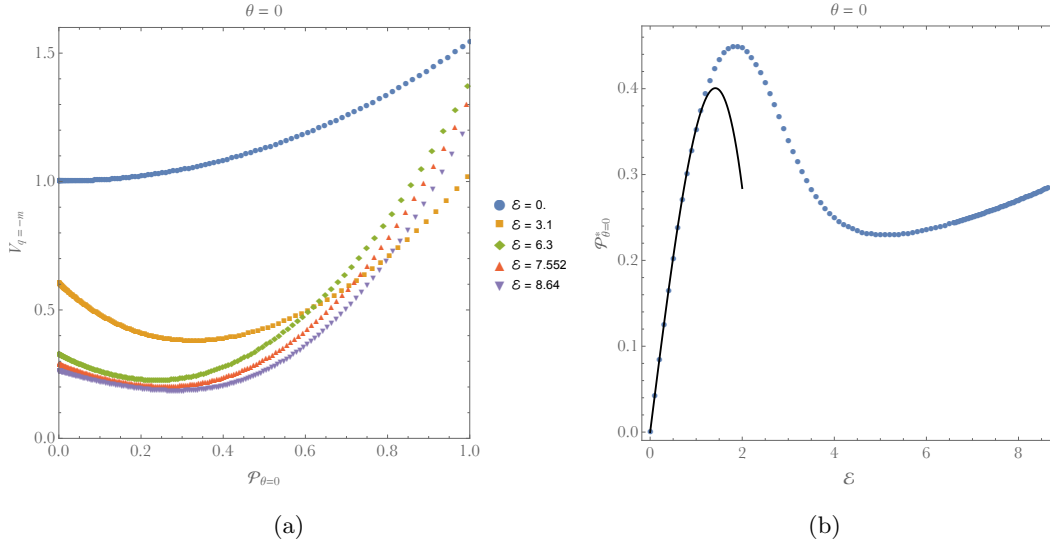 θ = 0
1.5
1.0
0.5
0.0
V_{q = -m}
0.0 0.2 0.4 0.6 0.8 1.0
𝒫_{θ=0}
(a)
ℰ = 0.
ℰ = 3.1
ℰ = 6.3
ℰ = 7.552
ℰ = 8.64
θ = 0
0.4
0.3
0.2
0.1
0.0
𝒫*_{θ=0}
0 2 4 6 8
ℰ
(b)